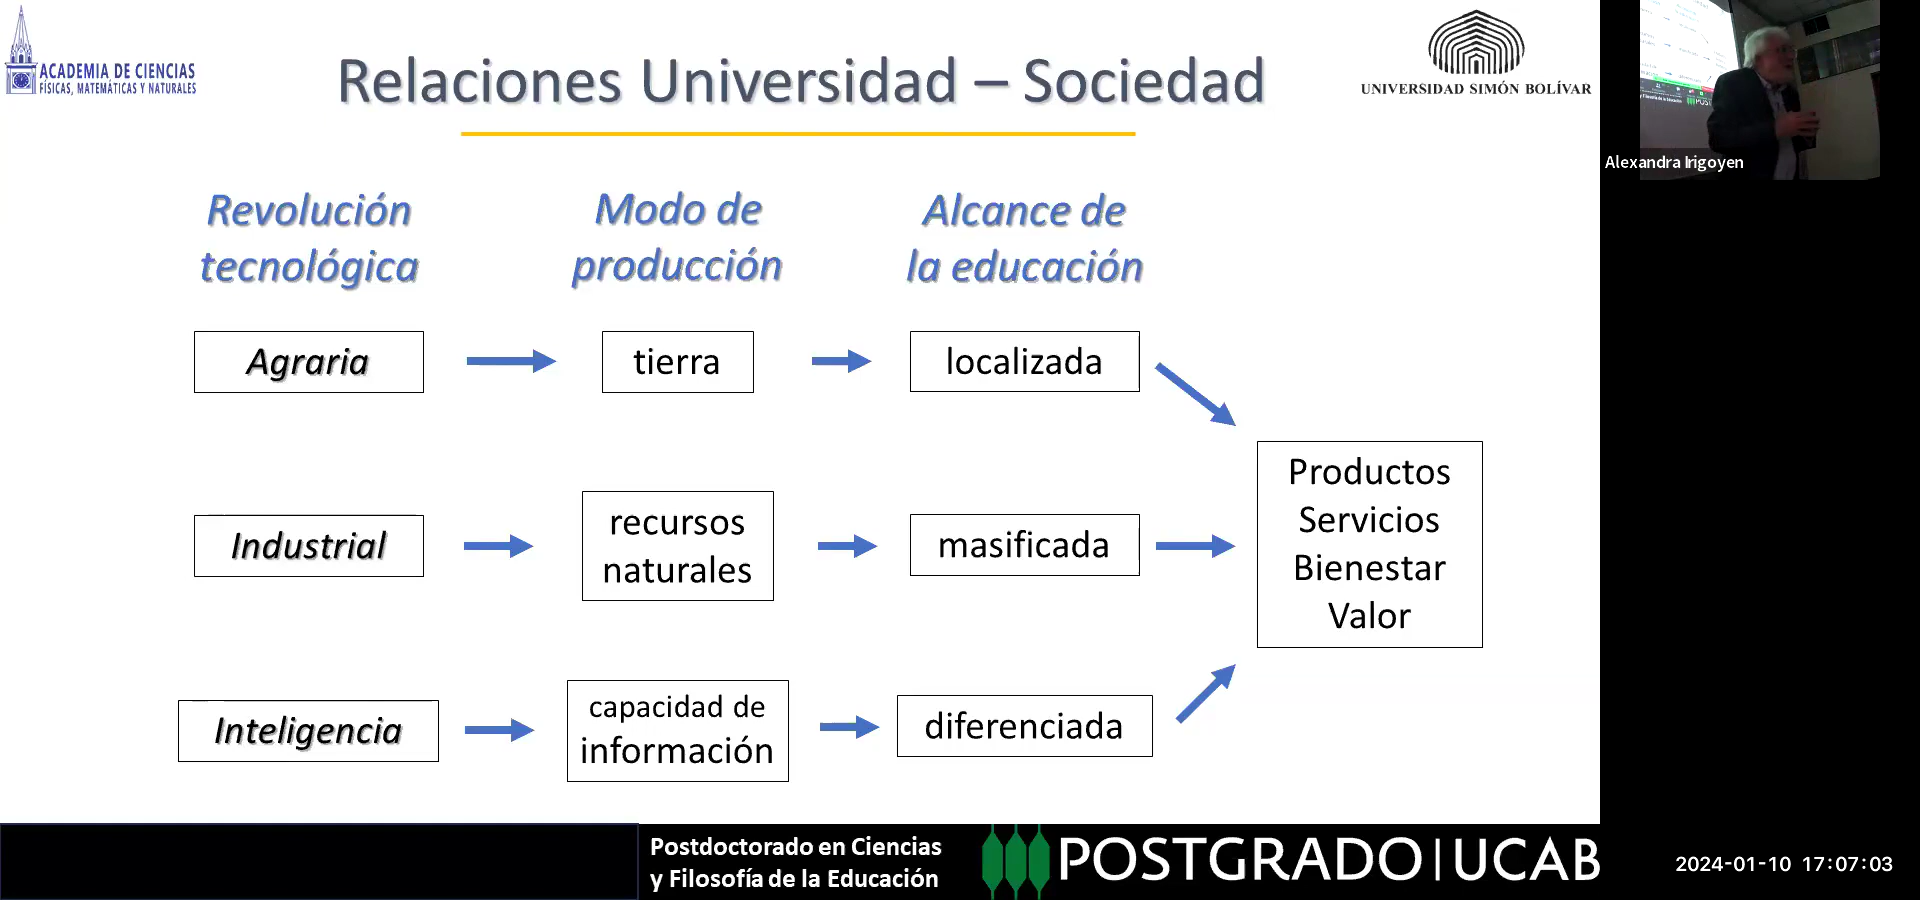 ACADEMIA DE CIENCIAS
FÍSICAS, MATEMÁTICAS Y NATURALES
Relaciones Universidad – Sociedad
UNIVERSIDAD SIMÓN BOLÍVAR
Alexandra Irigoyen
Revolución
tecnológica
Modo de
producción
Alcance de
la educación
Agraria
tierra
localizada
Industrial
recursos
naturales
masificada
Productos
Servicios
Bienestar
Valor
Inteligencia
capacidad de
información
diferenciada
Postdoctorado en Ciencias
y Filosofía de la Educación
POSTGRADO|UCAB
2024-01-10 17:07:03